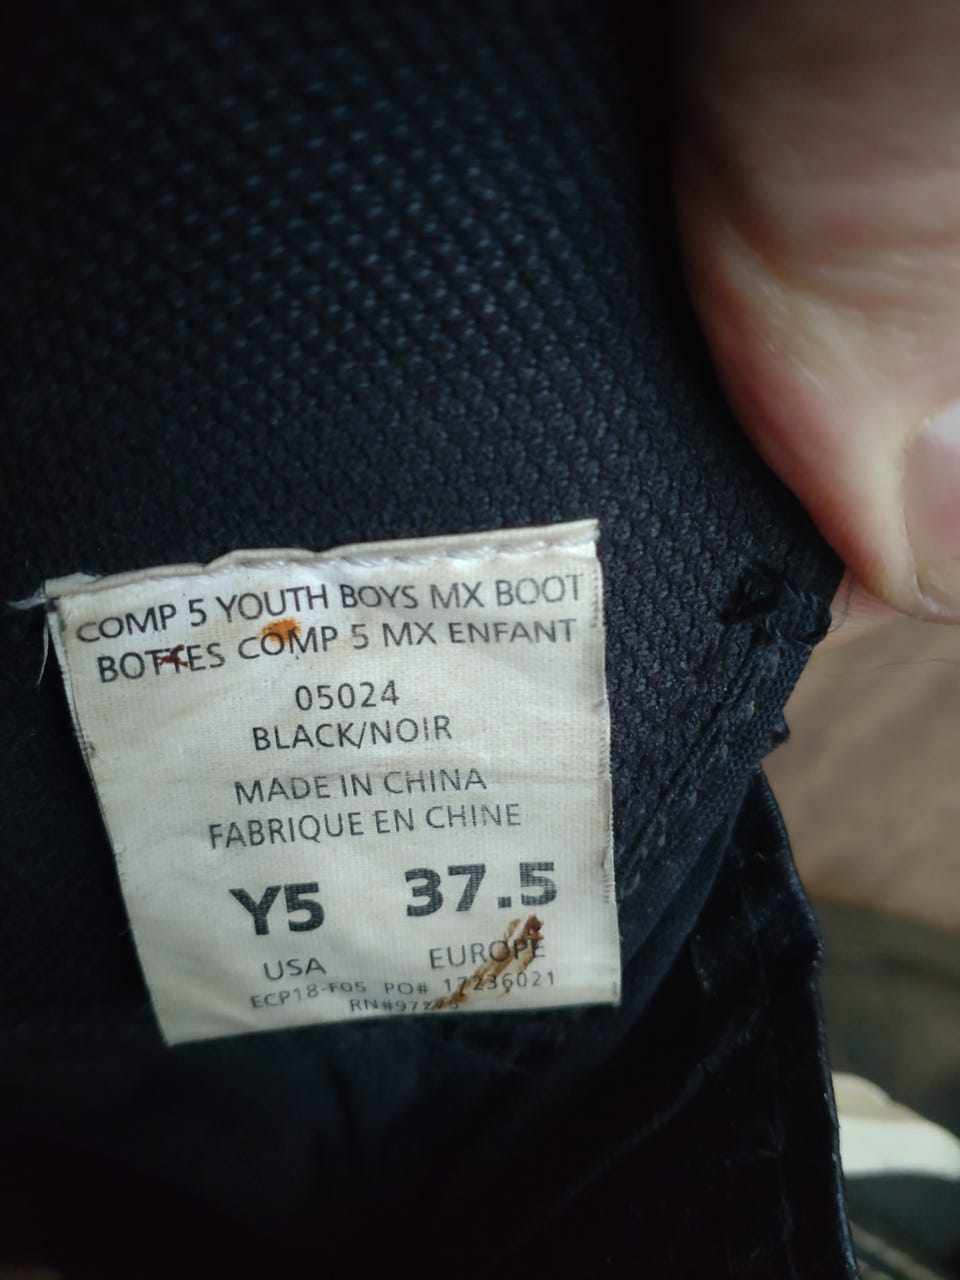 COMP 5 YOUTH BOYS MX BOOT
BOTTES COMP 5 MX ENFANT
05024
BLACK/NOIR
MADE IN CHINA
FABRIQUE EN CHINE
Y5 37.5
USA EUROPE
ECP18-F05 PO# 17236021